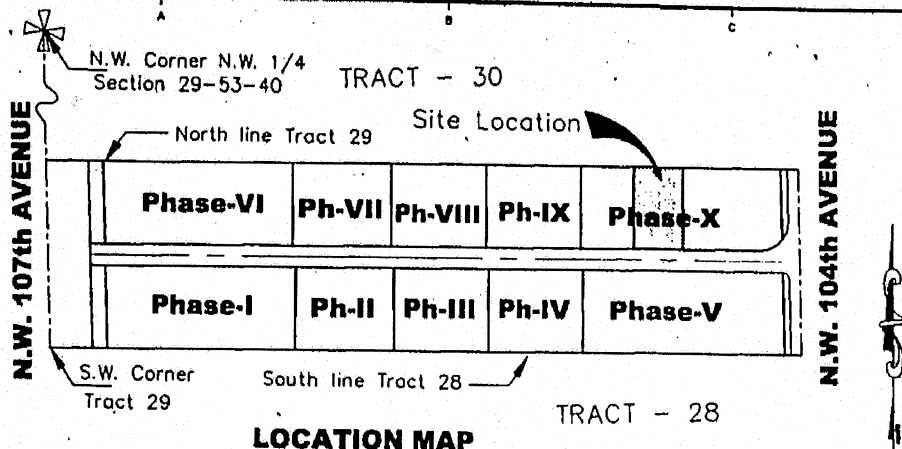 A B C
N.W. Corner N.W. 1/4
Section 29-53-40
TRACT - 30
Site Location
North line Tract 29
N.W. 107th AVENUE
N.W. 104th AVENUE
Phase-VI Ph-VII Ph-VIII Ph-IX Phase-X
Phase-I Ph-II Ph-III Ph-IV Phase-V
S.W. Corner
Tract 29
South line Tract 28
TRACT - 28
LOCATION MAP